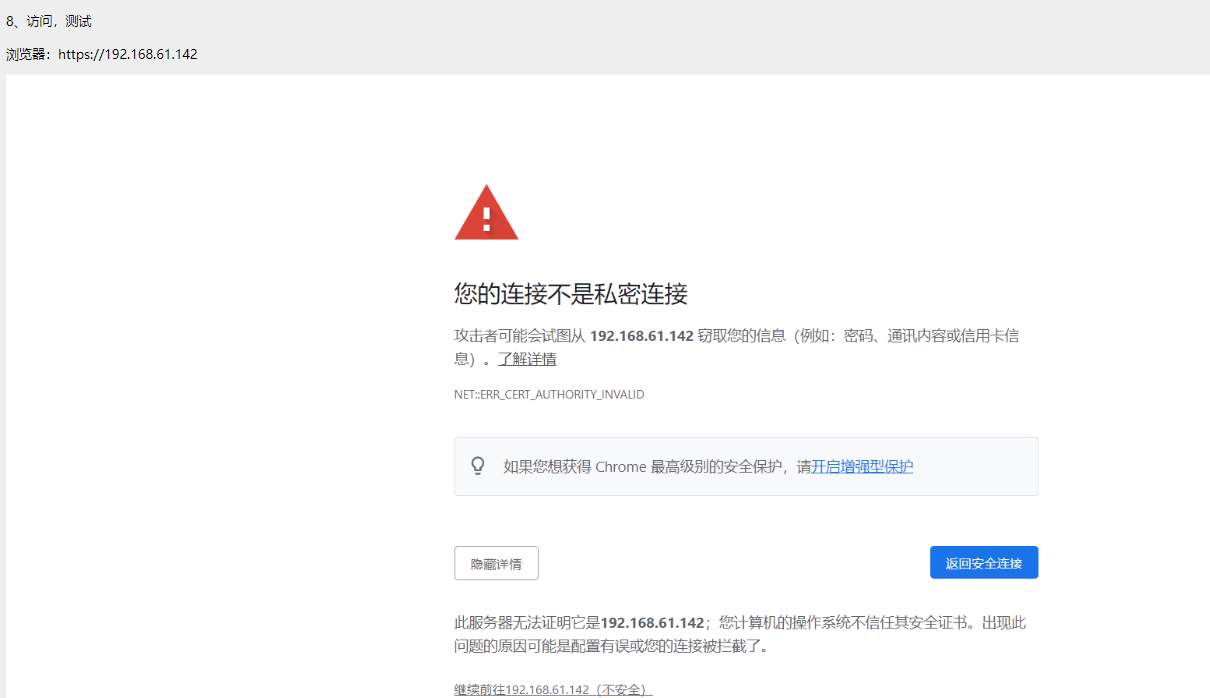 8、访问，测试
浏览器：https://192.168.61.142
您的连接不是私密连接
攻击者可能会试图从 192.168.61.142 窃取您的信息（例如：密码、通讯内容或信用卡信
息）。了解详情
NET::ERR_CERT_AUTHORITY_INVALID
如果您想获得 Chrome 最高级别的安全保护，请开启增强型保护
隐藏详情
返回安全连接
此服务器无法证明它是192.168.61.142；您计算机的操作系统不信任其安全证书。出现此
问题的原因可能是配置有误或您的连接被拦截了。
继续前往192.168.61.142（不安全）